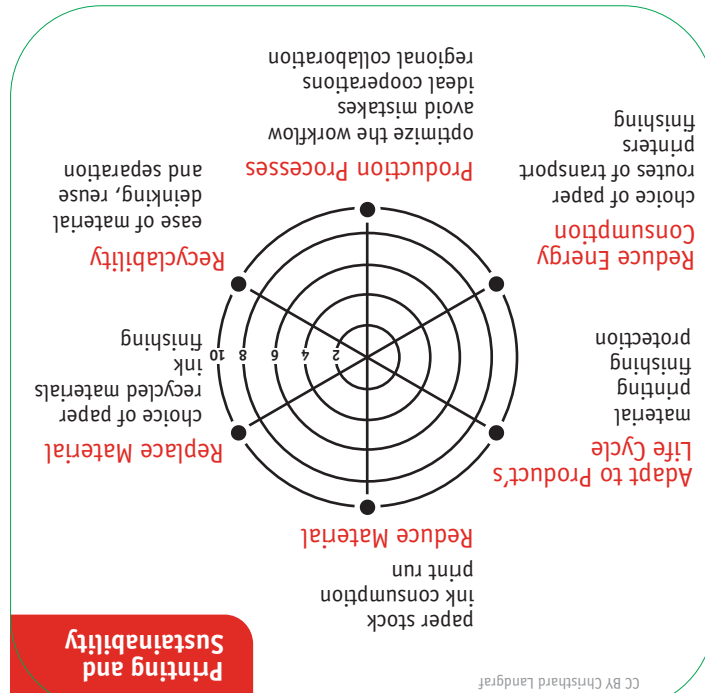 CC BY Christhard Landgraf
Printing and
Sustainability
paper stock
ink consumption
print run
Reduce Material
Adapt to Product's
Life Cycle
material
printing
finishing
protection
Replace Material
choice of paper
recycled materials
ink
finishing
2
4
6
8
10
Reduce Energy
Consumption
choice of paper
routes of transport
printers
finishing
Recyclability
ease of material
deinking, reuse
and separation
Production Processes
optimize the workflow
avoid mistakes
ideal cooperations
regional collaboration